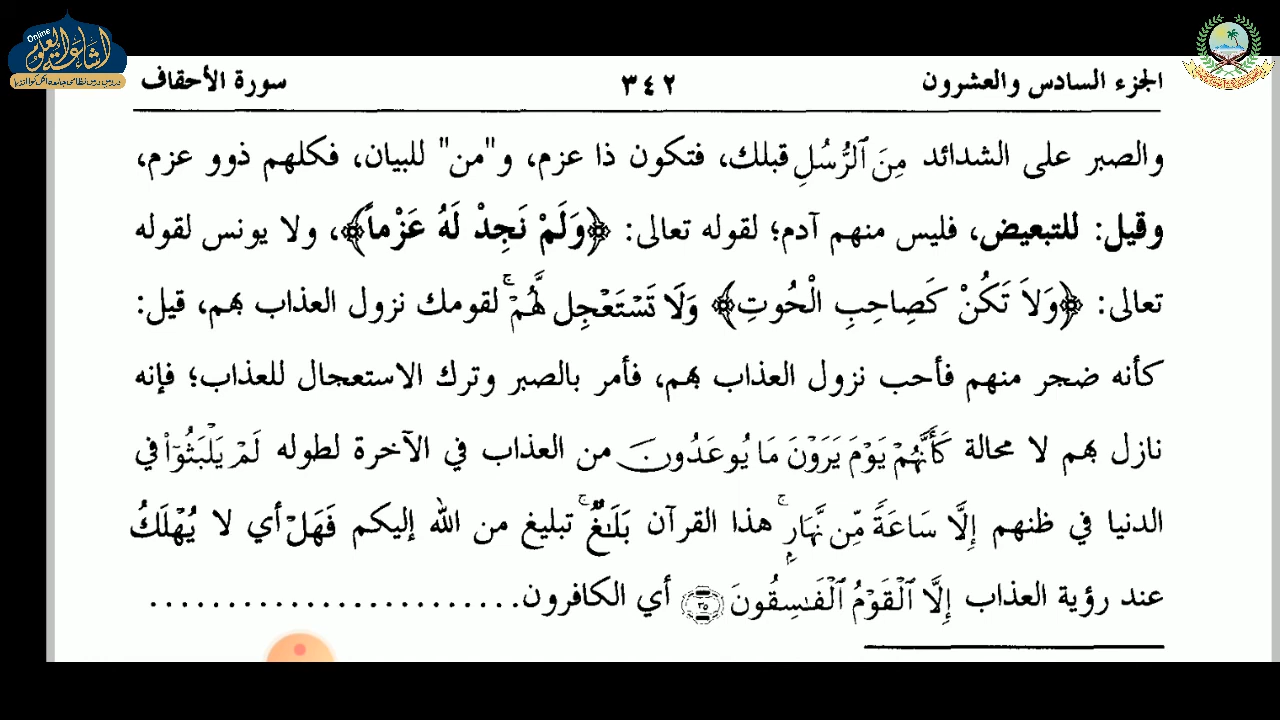 Online
اشاعۃ العلوم
الجزء السادس والعشرون ٣٤٢ سورة الأحقاف
والصبر على الشدائد مِنَ ٱلرُّسُلِ قبلك، فتكون ذا عزم، و"من" للبيان، فكلهم ذوو عزم،
وقيل: للتبعيض، فليس منهم آدم؛ لقوله تعالى: ﴿وَلَمْ نَجِدْ لَهُ عَزْماً﴾، ولا يونس لقوله
تعالى: ﴿وَلاَ تَكُنْ كَصَاحِبِ الْحُوتِ﴾ وَلَا تَسْتَعْجِل لَّهُمْ ۚ لقومك نزول العذاب بهم، قيل:
كأنه ضجر منهم فأحب نزول العذاب بهم، فأمر بالصبر وترك الاستعجال للعذاب؛ فإنه
نازل بهم لا محالة كَأَنَّهُمْ يَوْمَ يَرَوْنَ مَا يُوعَدُونَ من العذاب في الآخرة لطوله لَمْ يَلْبَثُوٓا۟ في
الدنيا في ظنهم إِلَّا سَاعَةً مِّن نَّهَارٍۭ ۚ هذا القرآن بَلَـٰغٌ ۚ تبليغ من الله إليكم فَهَلْ أي لا يُهْلَكُ
عند رؤية العذاب إِلَّا ٱلْقَوْمُ ٱلْفَـٰسِقُونَ ٣٥ أي الكافرون........................